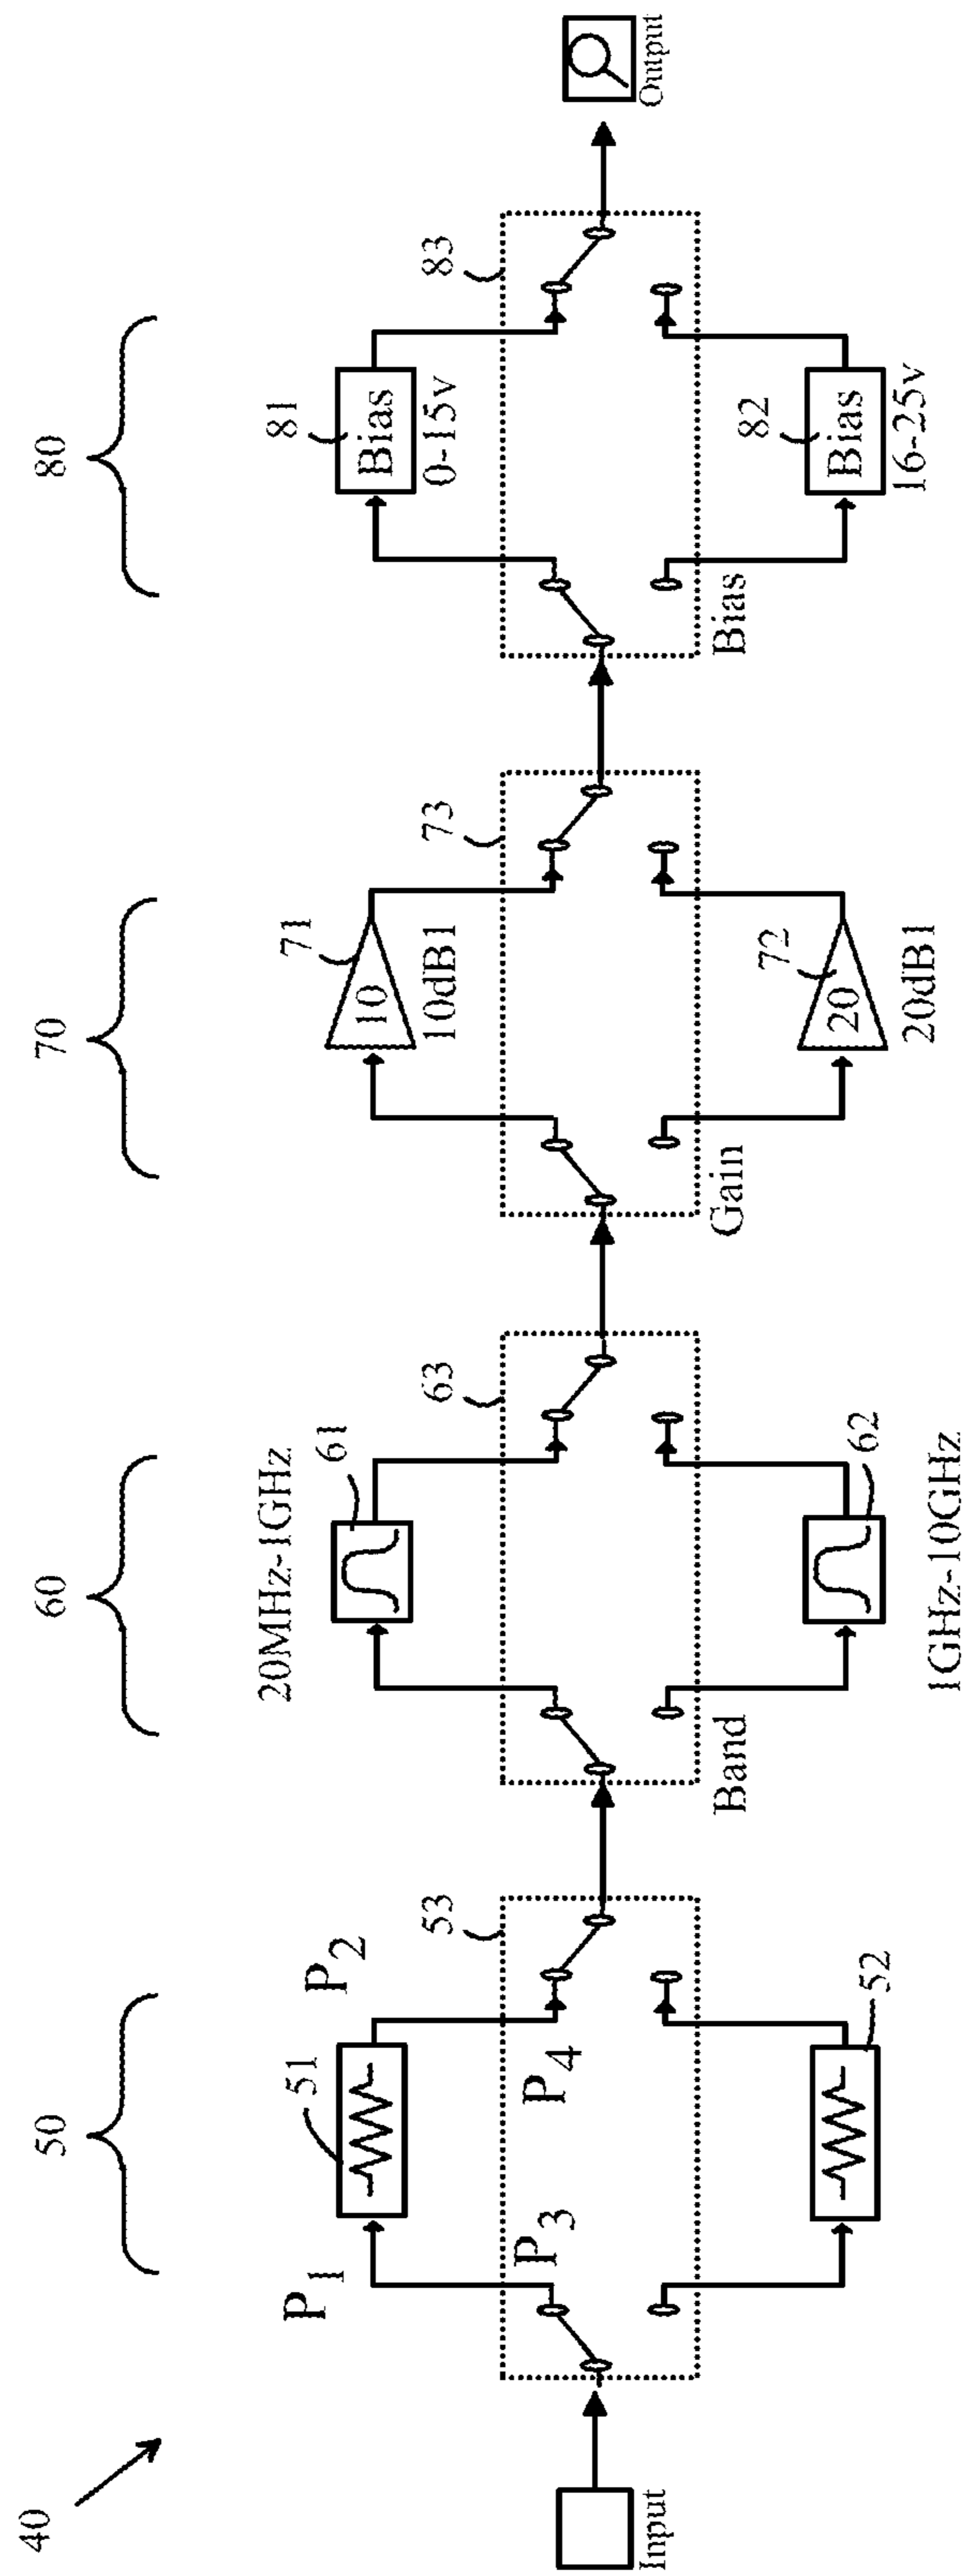 40
50
60
70
80
P1
51
P2
20MHz-1GHz
61
71
10
10dB1
81
Bias
0-15v
P3
P4
53
63
73
83
Input
Output
52
Band
62
1GHz-10GHz
Gain
72
20
20dB1
Bias
82
Bias
16-25v